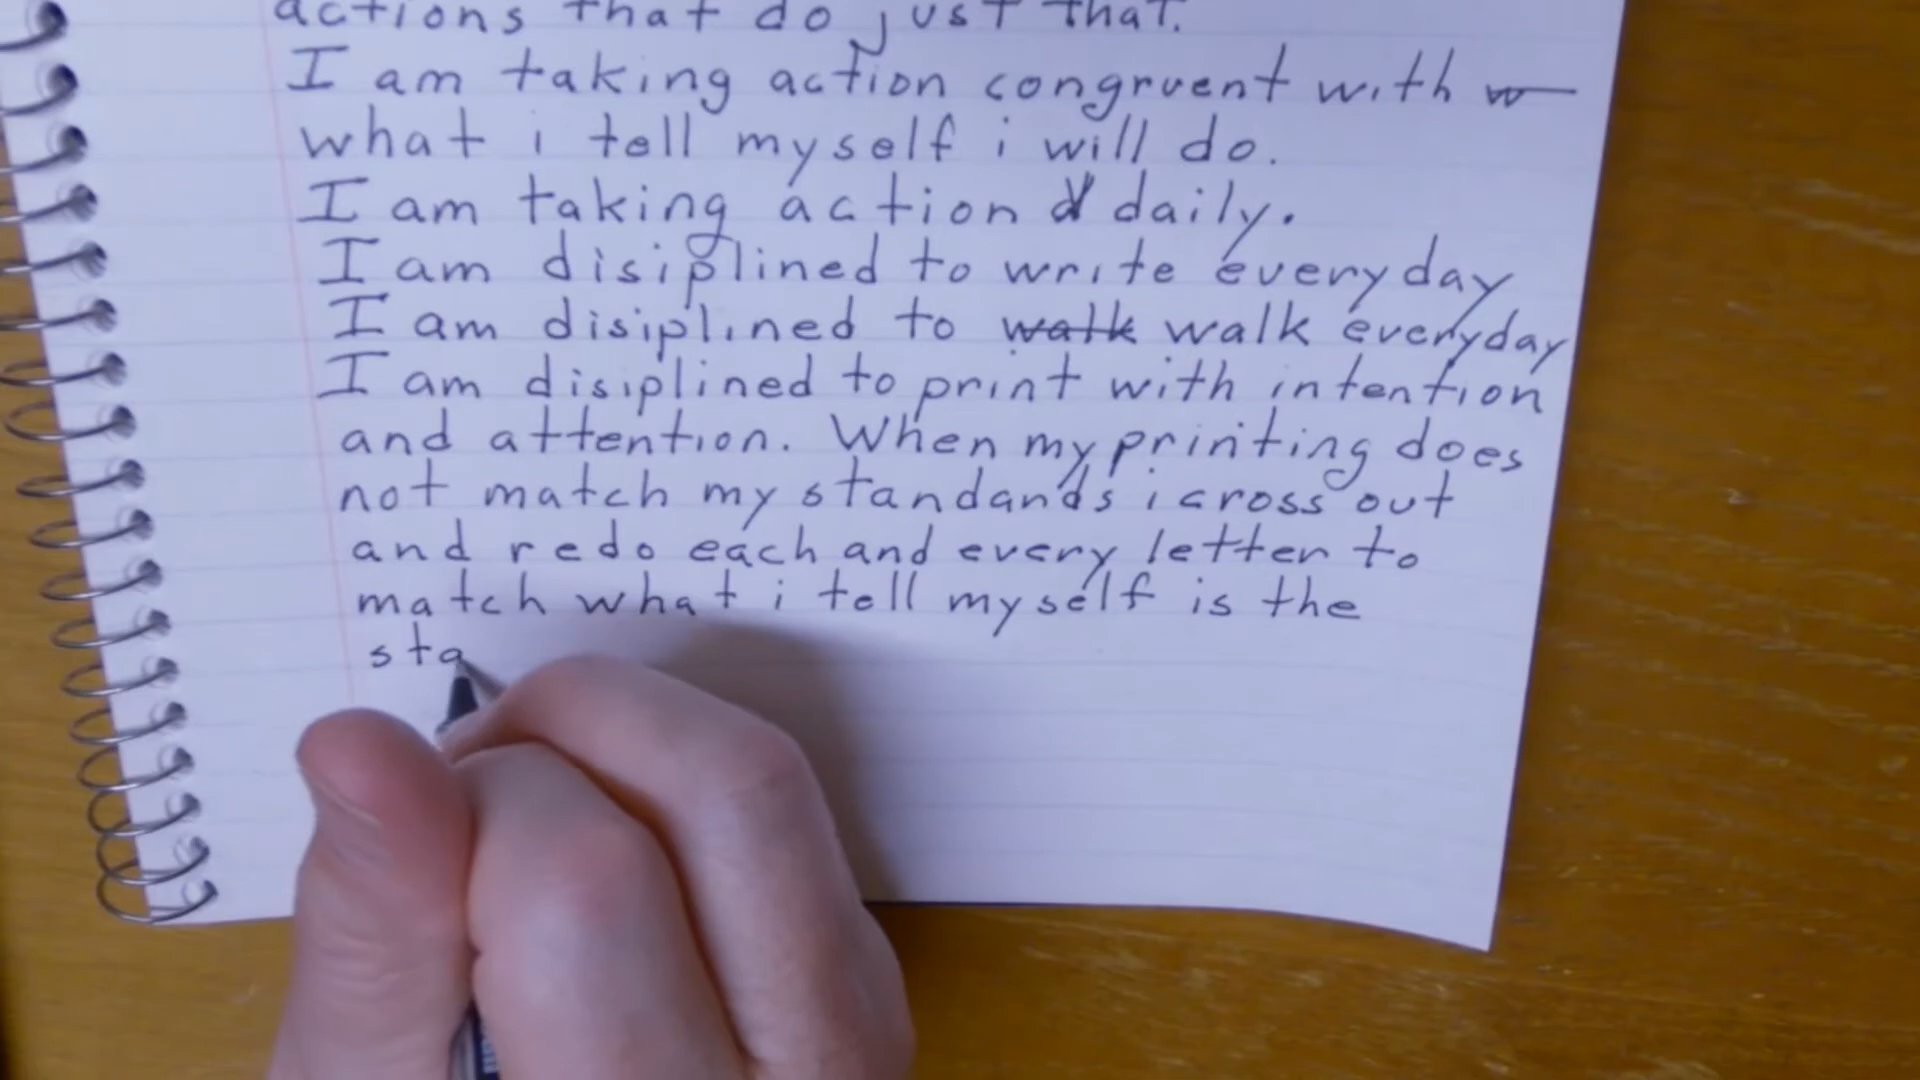 actions that do just that.
I am taking action congruent with w
what i tell myself i will do.
I am taking action d daily.
I am disiplined to write everyday
I am disiplined to walk walk everyday
I am disiplined to print with intention
and attention. When my printing does
not match my standards i cross out
and redo each and every letter to
match what i tell myself is the
sta